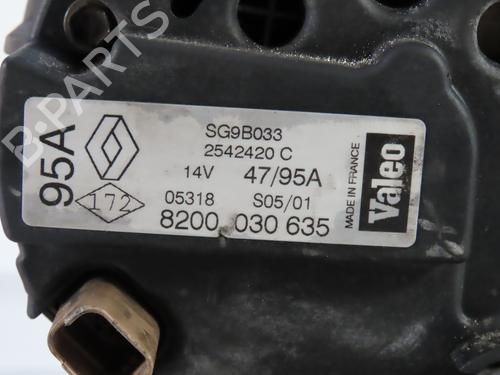 95A
172
SG9B033
2542420 C
14V 47/95A
05318 S05/01
8200 030 635
MADE IN FRANCE
Valeo
B-PARTS